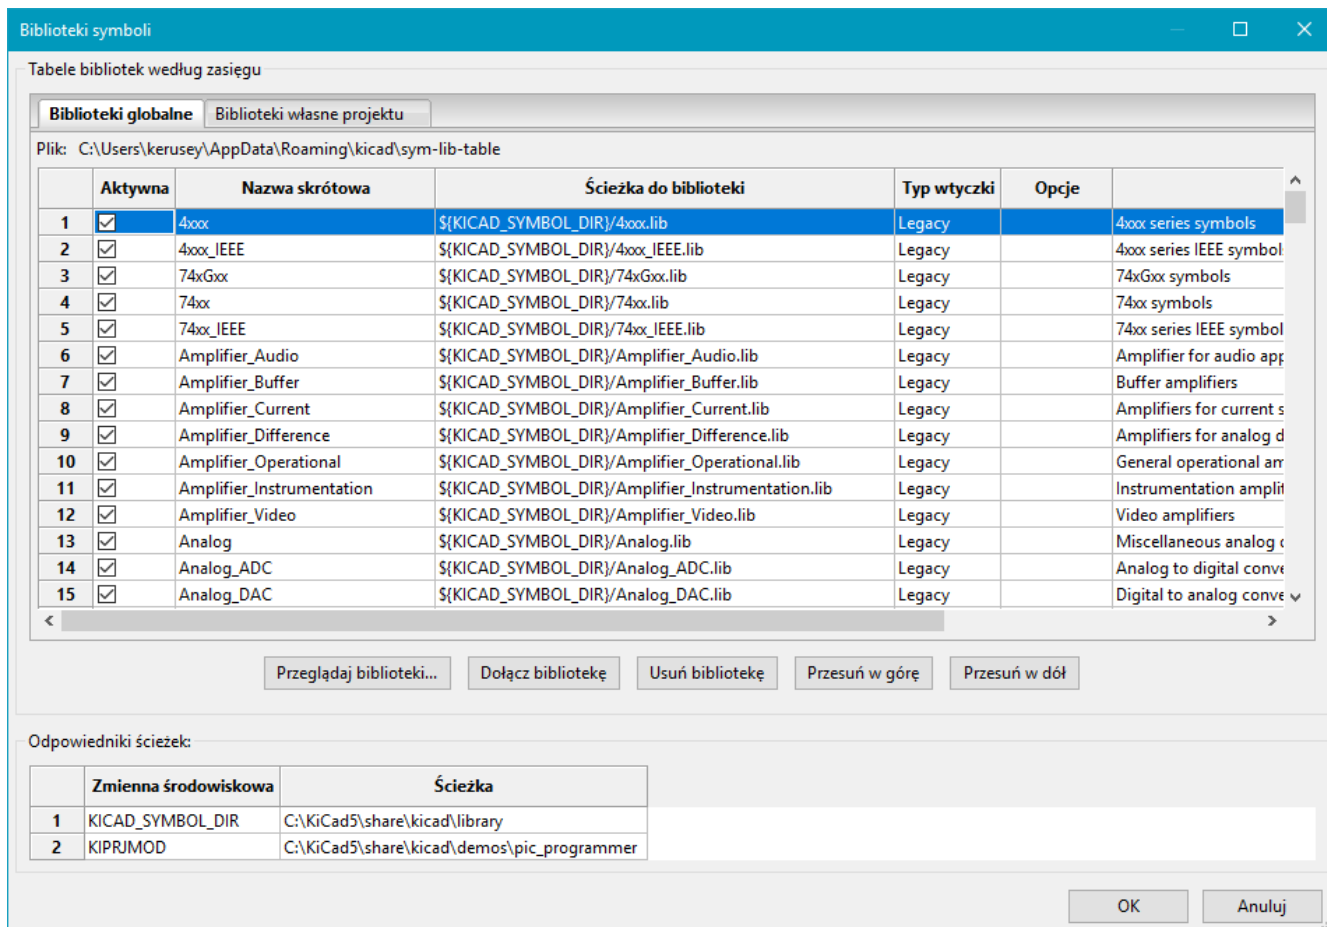 Biblioteki symboli
Tabele bibliotek według zasięgu
Biblioteki globalne Biblioteki własne projektu
Plik: C:\Users\kerusey\AppData\Roaming\kicad\sym-lib-table
Aktywna Nazwa skrótowa Ścieżka do biblioteki Typ wtyczki Opcje
1 4xxx ${KICAD_SYMBOL_DIR}/4xxx.lib Legacy 4xxx series symbols
2 4xxx_IEEE ${KICAD_SYMBOL_DIR}/4xxx_IEEE.lib Legacy 4xxx series IEEE symbol
3 74xGxx ${KICAD_SYMBOL_DIR}/74xGxx.lib Legacy 74xGxx symbols
4 74xx ${KICAD_SYMBOL_DIR}/74xx.lib Legacy 74xx symbols
5 74xx_IEEE ${KICAD_SYMBOL_DIR}/74xx_IEEE.lib Legacy 74xx series IEEE symbol
6 Amplifier_Audio ${KICAD_SYMBOL_DIR}/Amplifier_Audio.lib Legacy Amplifier for audio app
7 Amplifier_Buffer ${KICAD_SYMBOL_DIR}/Amplifier_Buffer.lib Legacy Buffer amplifiers
8 Amplifier_Current ${KICAD_SYMBOL_DIR}/Amplifier_Current.lib Legacy Amplifiers for current s
9 Amplifier_Difference ${KICAD_SYMBOL_DIR}/Amplifier_Difference.lib Legacy Amplifiers for analog d
10 Amplifier_Operational ${KICAD_SYMBOL_DIR}/Amplifier_Operational.lib Legacy General operational am
11 Amplifier_Instrumentation ${KICAD_SYMBOL_DIR}/Amplifier_Instrumentation.lib Legacy Instrumentation amplif
12 Amplifier_Video ${KICAD_SYMBOL_DIR}/Amplifier_Video.lib Legacy Video amplifiers
13 Analog ${KICAD_SYMBOL_DIR}/Analog.lib Legacy Miscellaneous analog d
14 Analog_ADC ${KICAD_SYMBOL_DIR}/Analog_ADC.lib Legacy Analog to digital conve
15 Analog_DAC ${KICAD_SYMBOL_DIR}/Analog_DAC.lib Legacy Digital to analog conve
Przeglądaj biblioteki... Dołącz bibliotekę Usuń bibliotekę Przesuń w górę Przesuń w dół
Odpowiedniki ścieżek:
Zmienna środowiskowa Ścieżka
1 KICAD_SYMBOL_DIR C:\KiCad5\share\kicad\library
2 KIPRJMOD C:\KiCad5\share\kicad\demos\pic_programmer
OK Anuluj